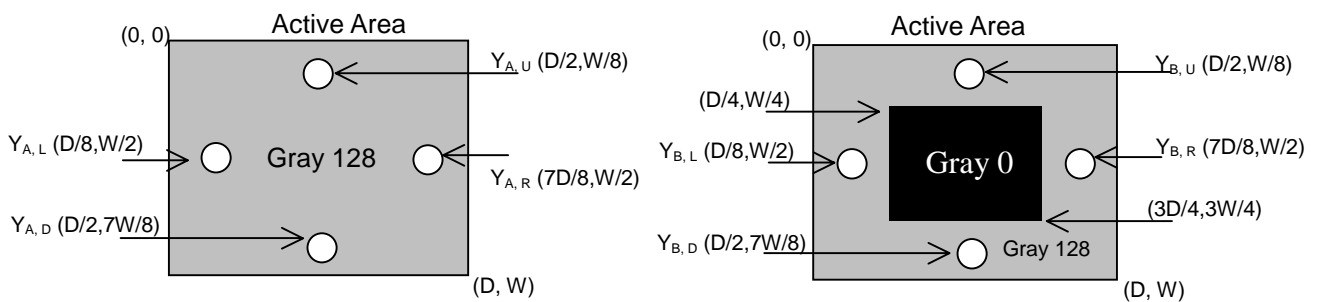 Active Area
(0, 0)
YA, U (D/2,W/8)
YA, L (D/8,W/2)
Gray 128
YA, R (7D/8,W/2)
YA, D (D/2,7W/8)
(D, W)
Active Area
(0, 0)
YB, U (D/2,W/8)
(D/4,W/4)
YB, L (D/8,W/2)
Gray 0
YB, R (7D/8,W/2)
(3D/4,3W/4)
YB, D (D/2,7W/8)
Gray 128
(D, W)